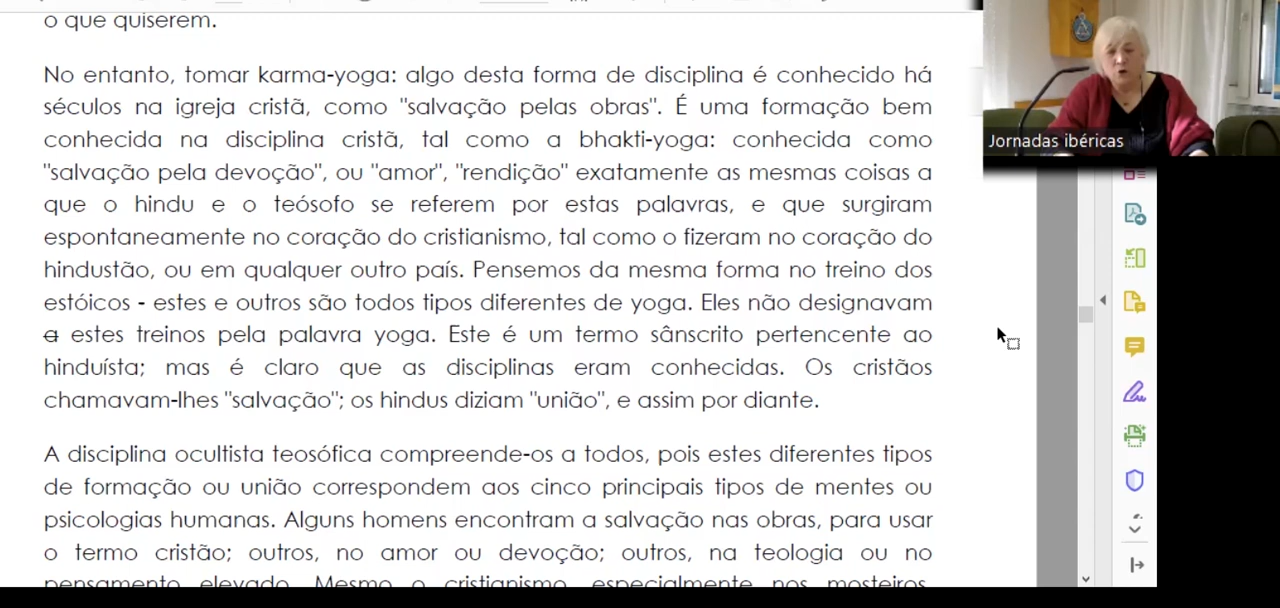 o que quiserem.
No entanto, tomar karma-yoga: algo desta forma de disciplina é conhecido há
séculos na igreja cristã, como "salvação pelas obras". É uma formação bem
conhecida na disciplina cristã, tal como a bhakti-yoga: conhecida como
"salvação pela devoção", ou "amor", "rendição" exatamente as mesmas coisas a
que o hindu e o teósofo se referem por estas palavras, e que surgiram
espontaneamente no coração do cristianismo, tal como o fizeram no coração do
hindustão, ou em qualquer outro país. Pensemos da mesma forma no treino dos
estóicos - estes e outros são todos tipos diferentes de yoga. Eles não designavam
a estes treinos pela palavra yoga. Este é um termo sânscrito pertencente ao
hinduísta; mas é claro que as disciplinas eram conhecidas. Os cristãos
chamavam-lhes "salvação"; os hindus diziam "união", e assim por diante.
A disciplina ocultista teosófica compreende-os a todos, pois estes diferentes tipos
de formação ou união correspondem aos cinco principais tipos de mentes ou
psicologias humanas. Alguns homens encontram a salvação nas obras, para usar
o termo cristão; outros, no amor ou devoção; outros, na teologia ou no
pensamento elevado. Mesmo o cristianismo, especialmente nos mosteiros,
Jornadas ibéricas